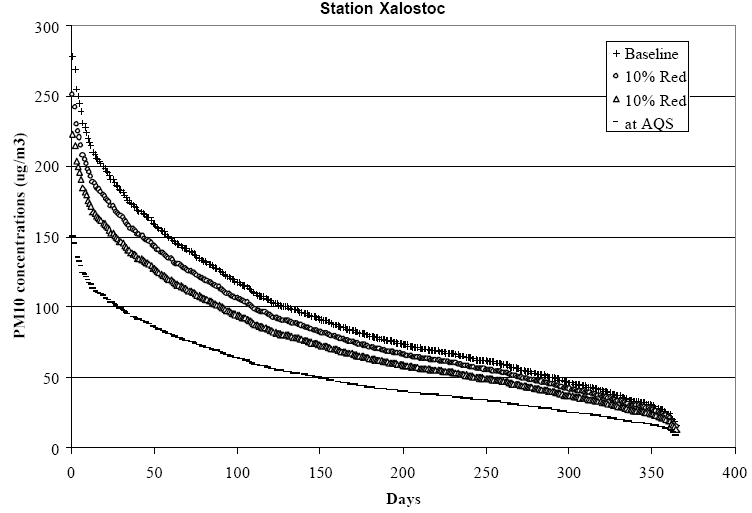 Station Xalostoc
300
250
200
150
100
50
0
PM10 concentrations (ug/m3)
Baseline
10% Red
10% Red
at AQS
0 50 100 150 200 250 300 350 400
Days